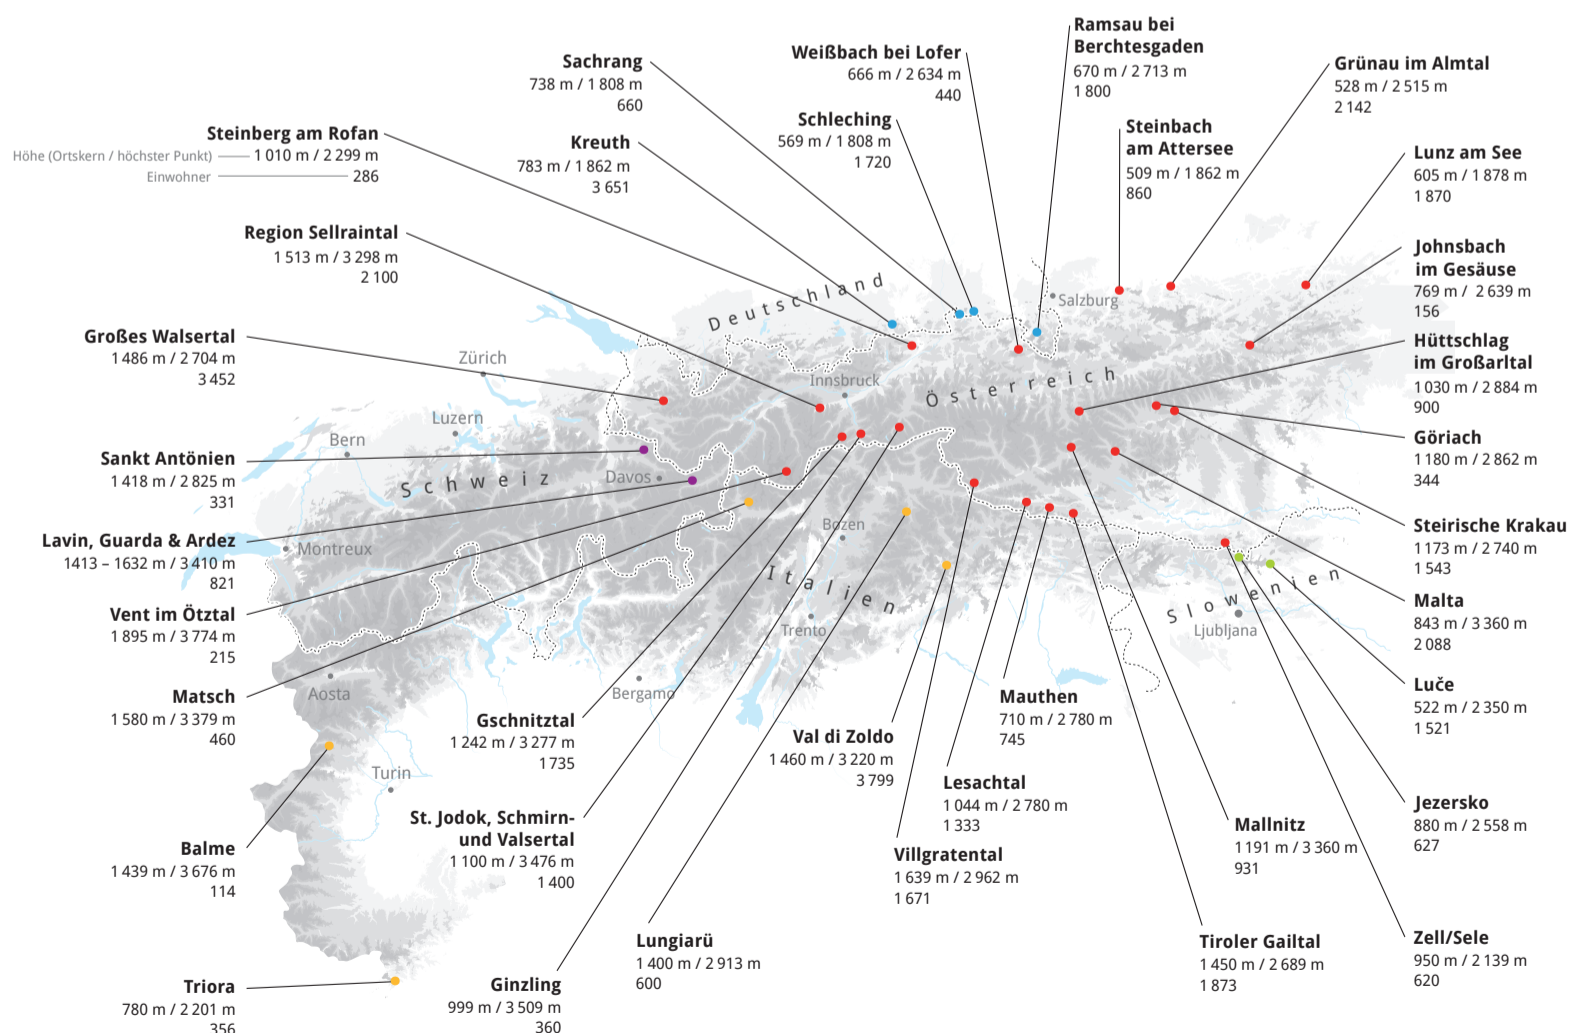 Ramsau bei
Berchtesgaden
670 m / 2 713 m
1 800
Weißbach bei Lofer
666 m / 2 634 m
440
Sachrang
738 m / 1 808 m
660
Grünau im Almtal
528 m / 2 515 m
2 142
Schleching
569 m / 1 808 m
1 720
Steinbach
am Attersee
509 m / 1 862 m
860
Steinberg am Rofan
Höhe (Ortskern / höchster Punkt)
1 010 m / 2 299 m
Einwohner
286
Kreuth
783 m / 1 862 m
3 651
Lunz am See
605 m / 1 878 m
1 870
Region Sellraintal
1 513 m / 3 298 m
2 100
Johnsbach
im Gesäuse
769 m / 2 639 m
156
Großes Walsertal
1 486 m / 2 704 m
3 452
Hüttschlag
im Großarltal
1 030 m / 2 884 m
900
Göriach
1 180 m / 2 862 m
344
Sankt Antönien
1 418 m / 2 825 m
331
Steirische Krakau
1 173 m / 2 740 m
1 543
Lavin, Guarda & Ardez
1413 – 1632 m / 3 410 m
821
Malta
843 m / 3 360 m
2 088
Vent im Ötztal
1 895 m / 3 774 m
215
Luče
522 m / 2 350 m
1 521
Matsch
1 580 m / 3 379 m
460
Gschnitztal
1 242 m / 3 277 m
1 735
Mauthen
710 m / 2 780 m
745
Val di Zoldo
1 460 m / 3 220 m
3 799
Lesachtal
1 044 m / 2 780 m
1 333
Jezersko
880 m / 2 558 m
627
St. Jodok, Schmirn-
und Valsertal
1 100 m / 3 476 m
1 400
Mallnitz
1 191 m / 3 360 m
931
Balme
1 439 m / 3 676 m
114
Villgratental
1 639 m / 2 962 m
1 671
Lungiarü
1 400 m / 2 913 m
600
Tiroler Gailtal
1 450 m / 2 689 m
1 873
Zell/Sele
950 m / 2 139 m
620
Ginzling
999 m / 3 509 m
360
Triora
780 m / 2 201 m
356
Deutschland
Salzburg
Zürich
Innsbruck
Österreich
Luzern
Bern
Schweiz
Davos
Bozen
Montreux
Italien
Slowenien
Trento
Ljubljana
Aosta
Bergamo
Turin